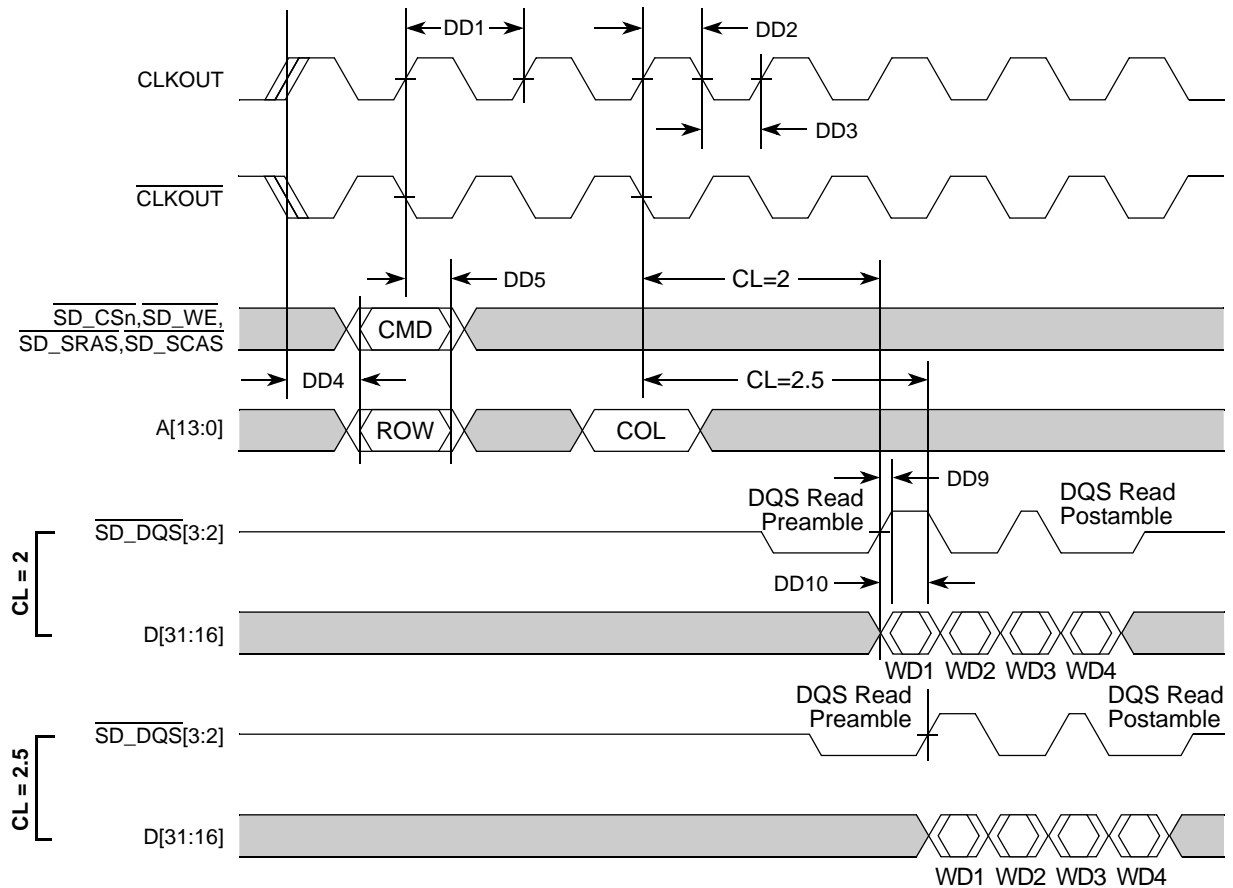 DD1
DD2
CLKOUT
DD3
CLKOUT
DD5
CL=2
SD_CSn,SD_WE,
SD_SRAS,SD_SCAS
CMD
DD4
CL=2.5
A[13:0]
ROW
COL
DD9
DQS Read
Preamble
DQS Read
Postamble
SD_DQS[3:2]
CL = 2
DD10
D[31:16]
WD1 WD2 WD3 WD4
DQS Read
Preamble
DQS Read
Postamble
SD_DQS[3:2]
CL = 2.5
D[31:16]
WD1 WD2 WD3 WD4